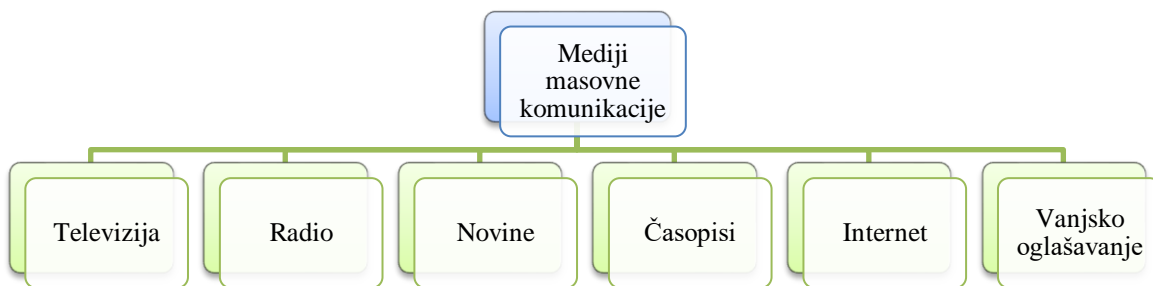 Mediji
masovne
komunikacije
Televizija
Radio
Novine
Časopisi
Internet
Vanjsko
oglašavanje